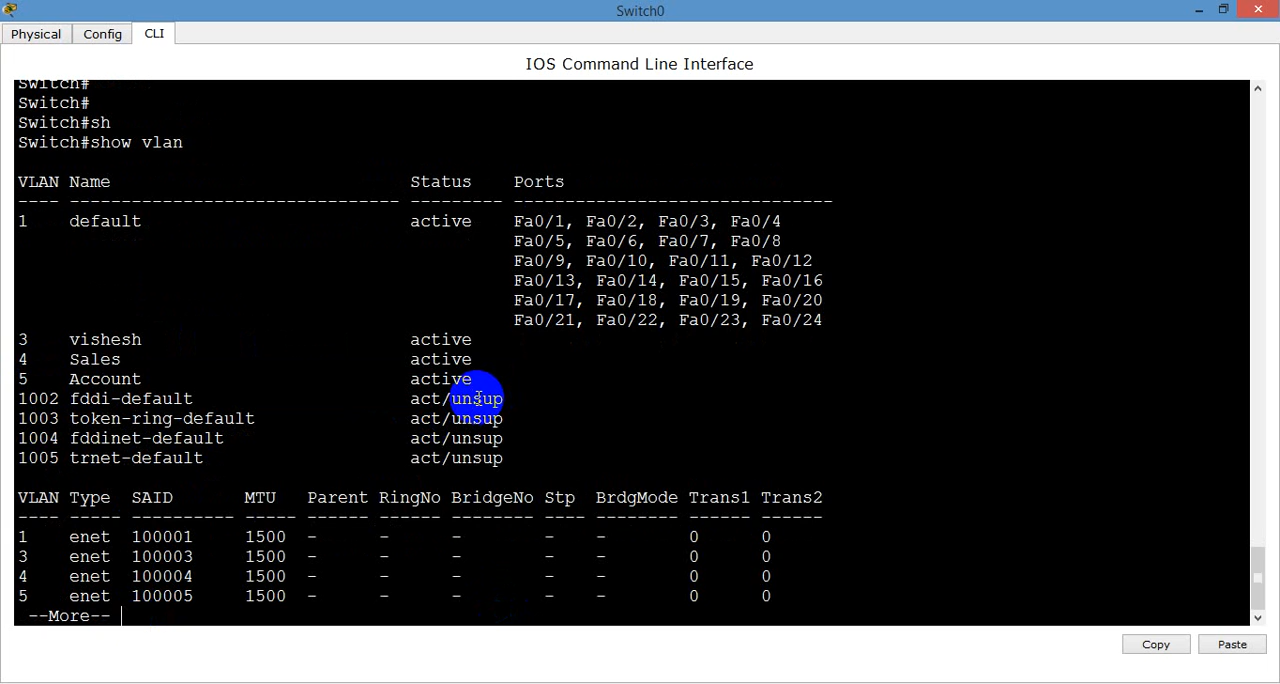 Switch0
Physical Config CLI
IOS Command Line Interface
Switch#
Switch#
Switch#sh
Switch#show vlan
VLAN Name Status Ports
---- -------------------------------- --------- -------------------------------
1 default active Fa0/1, Fa0/2, Fa0/3, Fa0/4
Fa0/5, Fa0/6, Fa0/7, Fa0/8
Fa0/9, Fa0/10, Fa0/11, Fa0/12
Fa0/13, Fa0/14, Fa0/15, Fa0/16
Fa0/17, Fa0/18, Fa0/19, Fa0/20
Fa0/21, Fa0/22, Fa0/23, Fa0/24
3 vishesh active
4 Sales active
5 Account active
1002 fddi-default act/unsup
1003 token-ring-default act/unsup
1004 fddinet-default act/unsup
1005 trnet-default act/unsup
VLAN Type SAID MTU Parent RingNo BridgeNo Stp BrdgMode Trans1 Trans2
---- ----- ---------- ----- ------ ------ -------- ---- -------- ------ ------
1 enet 100001 1500 - - - - - 0 0
3 enet 100003 1500 - - - - - 0 0
4 enet 100004 1500 - - - - - 0 0
5 enet 100005 1500 - - - - - 0 0
--More--
Copy Paste